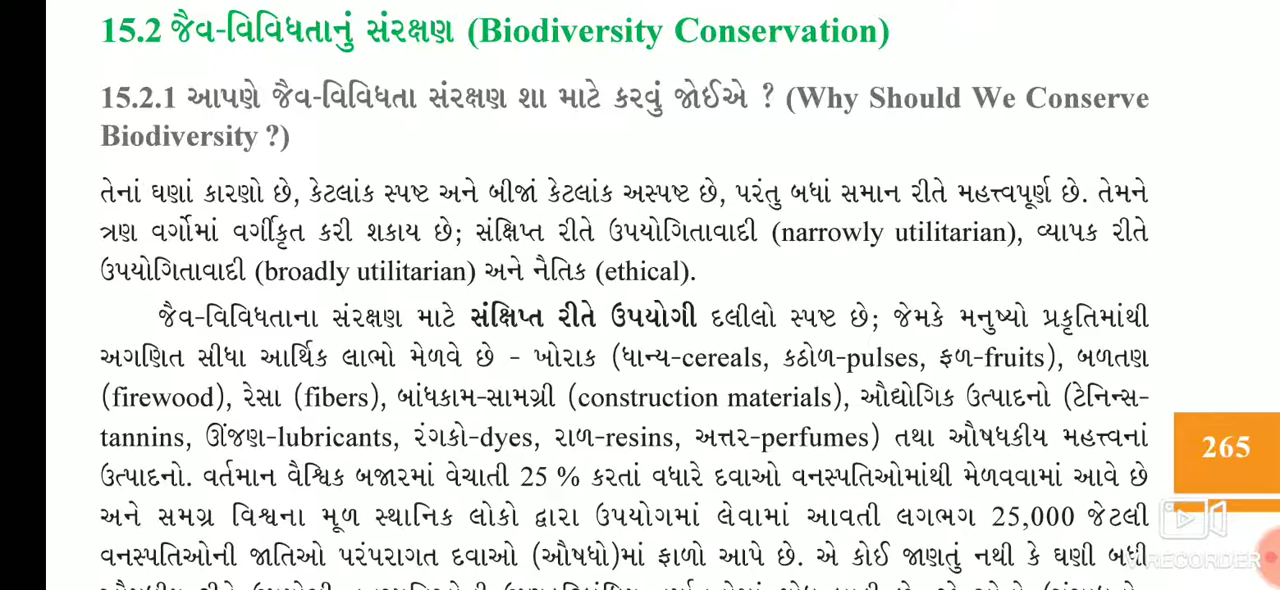 15.2 જૈવ-વિવિધતાનું સંરક્ષણ (Biodiversity Conservation)
15.2.1 આપણે જૈવ-વિવિધતા સંરક્ષણ શા માટે કરવું જોઈએ ? (Why Should We Conserve
Biodiversity ?)
તેનાં ઘણાં કારણો છે, કેટલાંક સ્પષ્ટ અને બીજાં કેટલાંક અસ્પષ્ટ છે, પરંતુ બધાં સમાન રીતે મહત્ત્વપૂર્ણ છે. તેમને
ત્રણ વર્ગોમાં વર્ગીકૃત કરી શકાય છે; સંક્ષિપ્ત રીતે ઉપયોગિતાવાદી (narrowly utilitarian), વ્યાપક રીતે
ઉપયોગિતાવાદી (broadly utilitarian) અને નૈતિક (ethical).
જૈવ-વિવિધતાના સંરક્ષણ માટે સંક્ષિપ્ત રીતે ઉપયોગી દલીલો સ્પષ્ટ છે; જેમકે મનુષ્યો પ્રકૃતિમાંથી
અગણિત સીધા આર્થિક લાભો મેળવે છે - ખોરાક (ધાન્ય-cereals, કઠોળ-pulses, ફળ-fruits), બળતણ
(firewood), રેસા (fibers), બાંધકામ-સામગ્રી (construction materials), ઔદ્યોગિક ઉત્પાદનો (ટેનિન્સ-
tannins, ઊંજણ-lubricants, રંગકો-dyes, રાળ-resins, અત્તર-perfumes) તથા ઔષધકીય મહત્ત્વનાં
265
ઉત્પાદનો. વર્તમાન વૈશ્વિક બજારમાં વેચાતી 25 % કરતાં વધારે દવાઓ વનસ્પતિઓમાંથી મેળવવામાં આવે છે
અને સમગ્ર વિશ્વના મૂળ સ્થાનિક લોકો દ્વારા ઉપયોગમાં લેવામાં આવતી લગભગ 25,000 જેટલી
વનસ્પતિઓની જાતિઓ પરંપરાગત દવાઓ (ઔષધો)માં ફાળો આપે છે. એ કોઈ જાણતું નથી કે ઘણી બધી
RECORDER